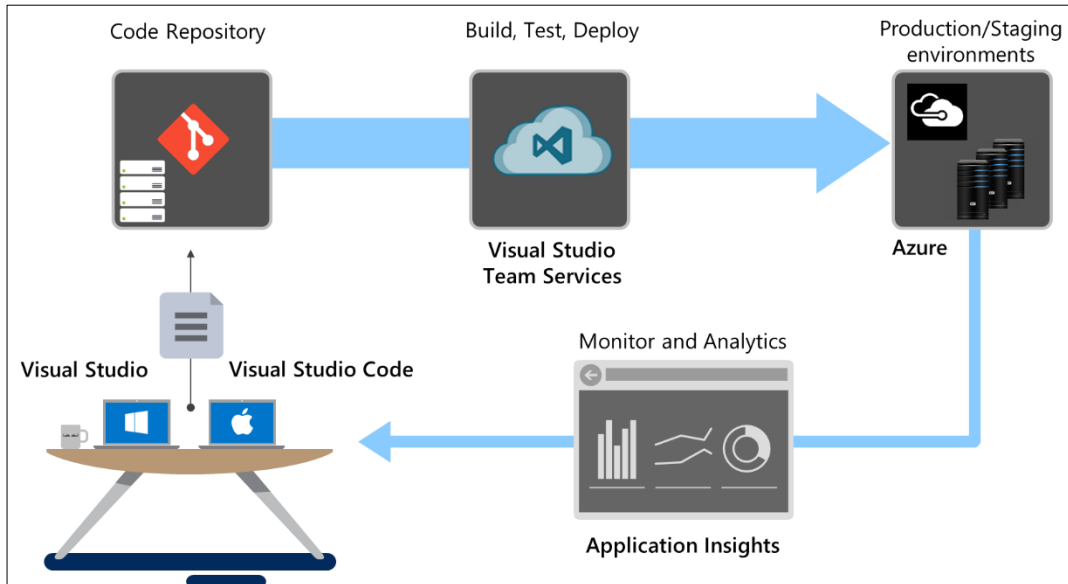 Code Repository
Build, Test, Deploy
Production/Staging
environments
Visual Studio
Team Services
Azure
Visual Studio
Visual Studio Code
Monitor and Analytics
Application Insights